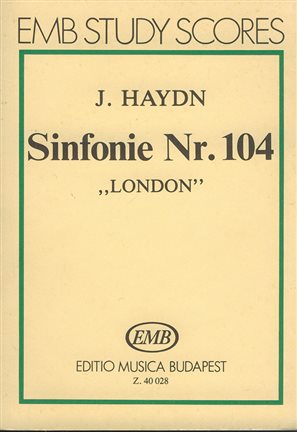 EMB STUDY SCORES
J. HAYDN
Sinfonie Nr. 104
„LONDON”
EMB
EDITIO MUSICA BUDAPEST
Z. 40 028